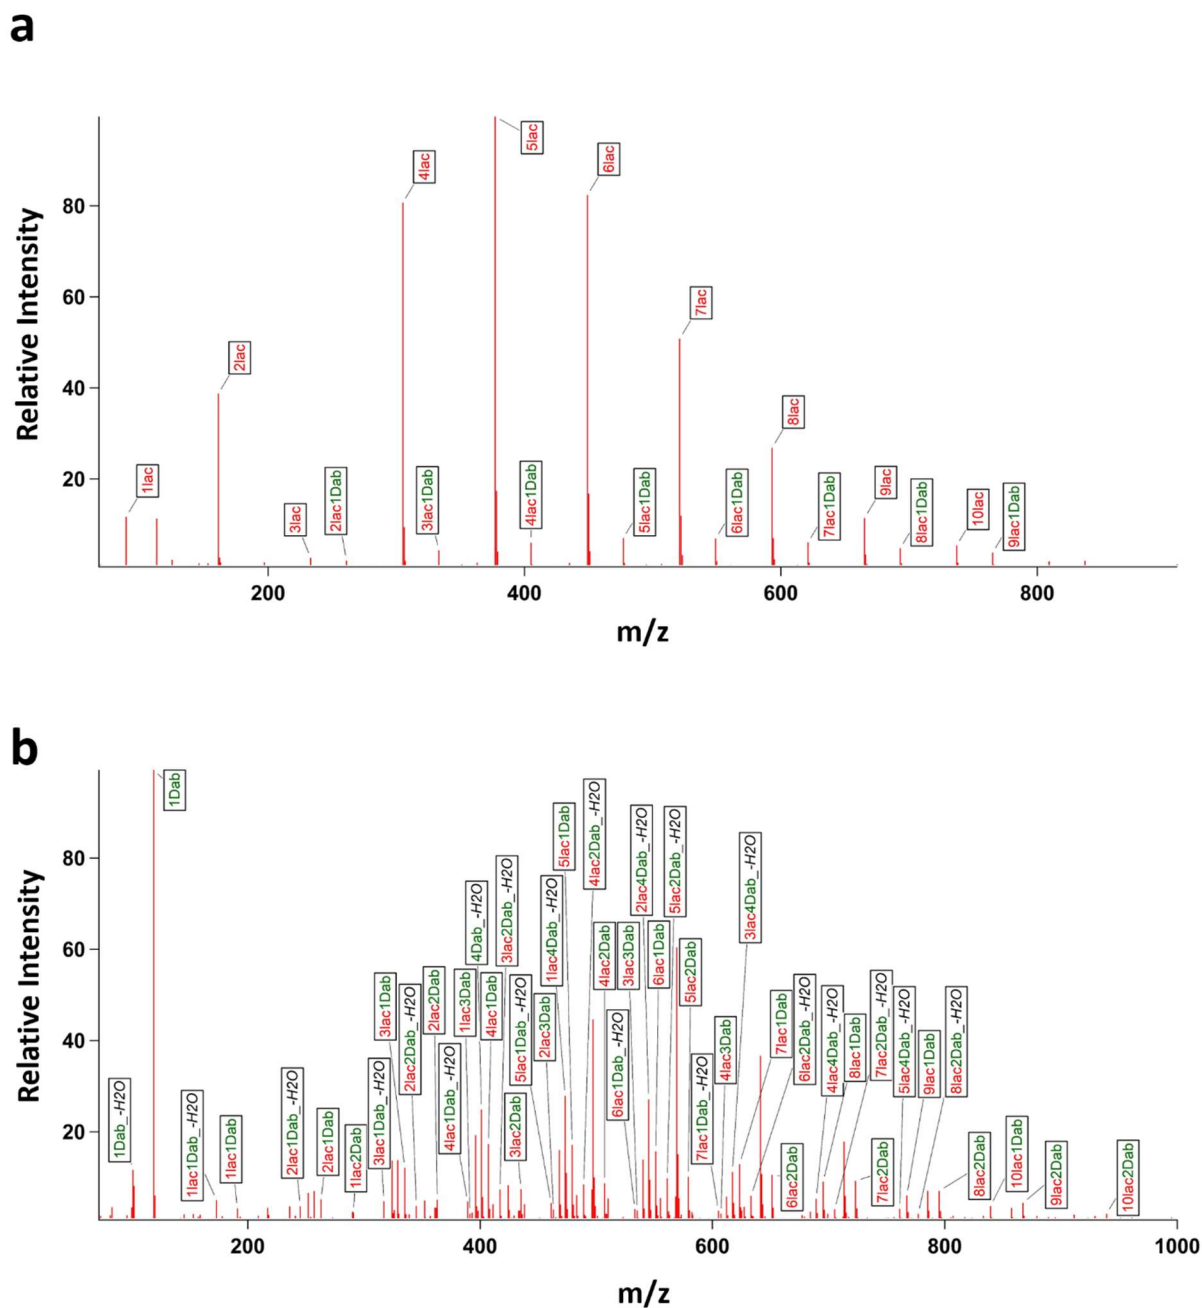 a
Relative Intensity
80
60
40
20
1lac
2lac
3lac
2lac1Dab
4lac
3lac1Dab
5lac
4lac1Dab
6lac
5lac1Dab
7lac
6lac1Dab
8lac
7lac1Dab
9lac
8lac1Dab
10lac
9lac1Dab
200
400
600
800
m/z
b
Relative Intensity
80
60
40
20
1Dab_-H2O
1Dab
1lac1Dab_-H2O
1lac1Dab
2lac1Dab_-H2O
2lac1Dab
1lac2Dab
3lac1Dab_-H2O
3lac1Dab
2lac2Dab_-H2O
2lac2Dab
4lac1Dab_-H2O
1lac3Dab
4Dab_-H2O
4lac1Dab
3lac2Dab_-H2O
3lac2Dab
5lac1Dab_-H2O
2lac3Dab
1lac4Dab_-H2O
5lac1Dab
4lac2Dab_-H2O
4lac2Dab
6lac1Dab_-H2O
3lac3Dab
2lac4Dab_-H2O
6lac1Dab
5lac2Dab_-H2O
5lac2Dab
7lac1Dab_-H2O
4lac3Dab
3lac4Dab_-H2O
7lac1Dab
6lac2Dab_-H2O
6lac2Dab
4lac4Dab_-H2O
8lac1Dab
7lac2Dab_-H2O
7lac2Dab
5lac4Dab_-H2O
9lac1Dab
8lac2Dab_-H2O
8lac2Dab
10lac1Dab
9lac2Dab
10lac2Dab
200
400
600
800
1000
m/z